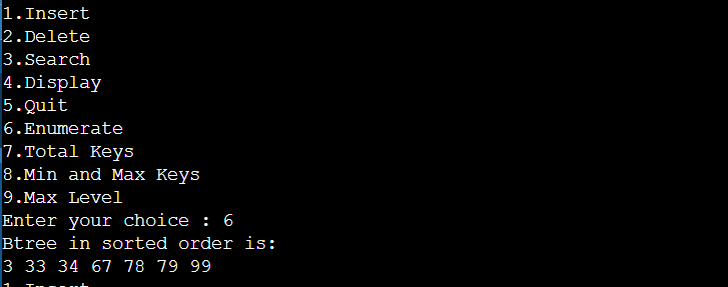 1.Insert
2.Delete
3.Search
4.Display
5.Quit
6.Enumerate
7.Total Keys
8.Min and Max Keys
9.Max Level
Enter your choice : 6
Btree in sorted order is:
3 33 34 67 78 79 99
1.Insert